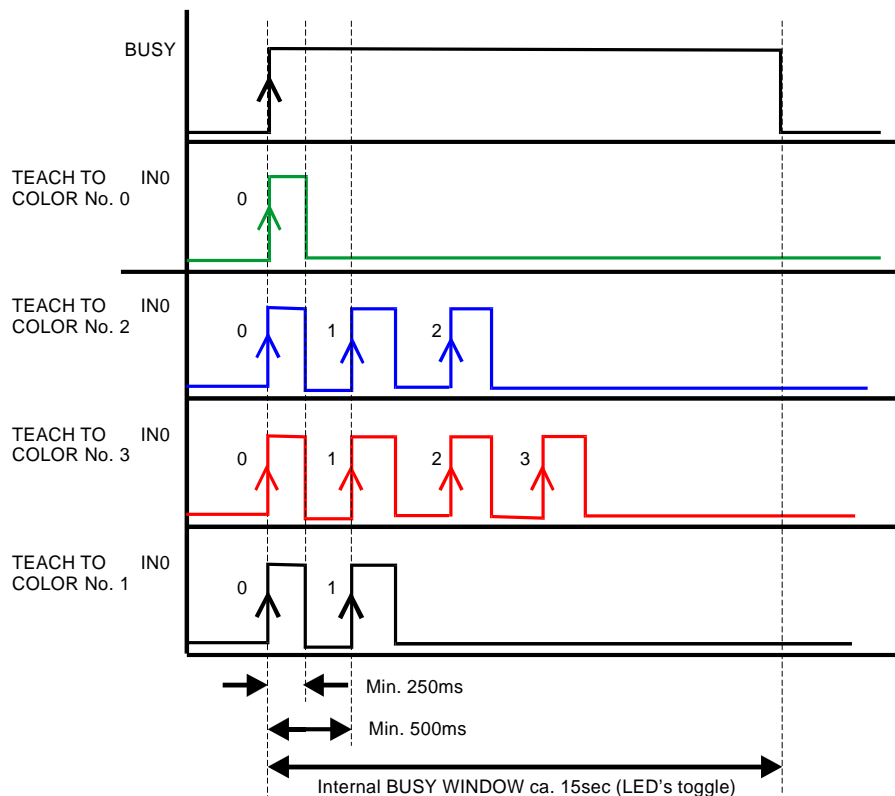 BUSY
TEACH TO IN0
COLOR No. 0
0
TEACH TO IN0
COLOR No. 2
0 1 2
TEACH TO IN0
COLOR No. 3
0 1 2 3
TEACH TO IN0
COLOR No. 1
0 1
Min. 250ms
Min. 500ms
Internal BUSY WINDOW ca. 15sec (LED's toggle)